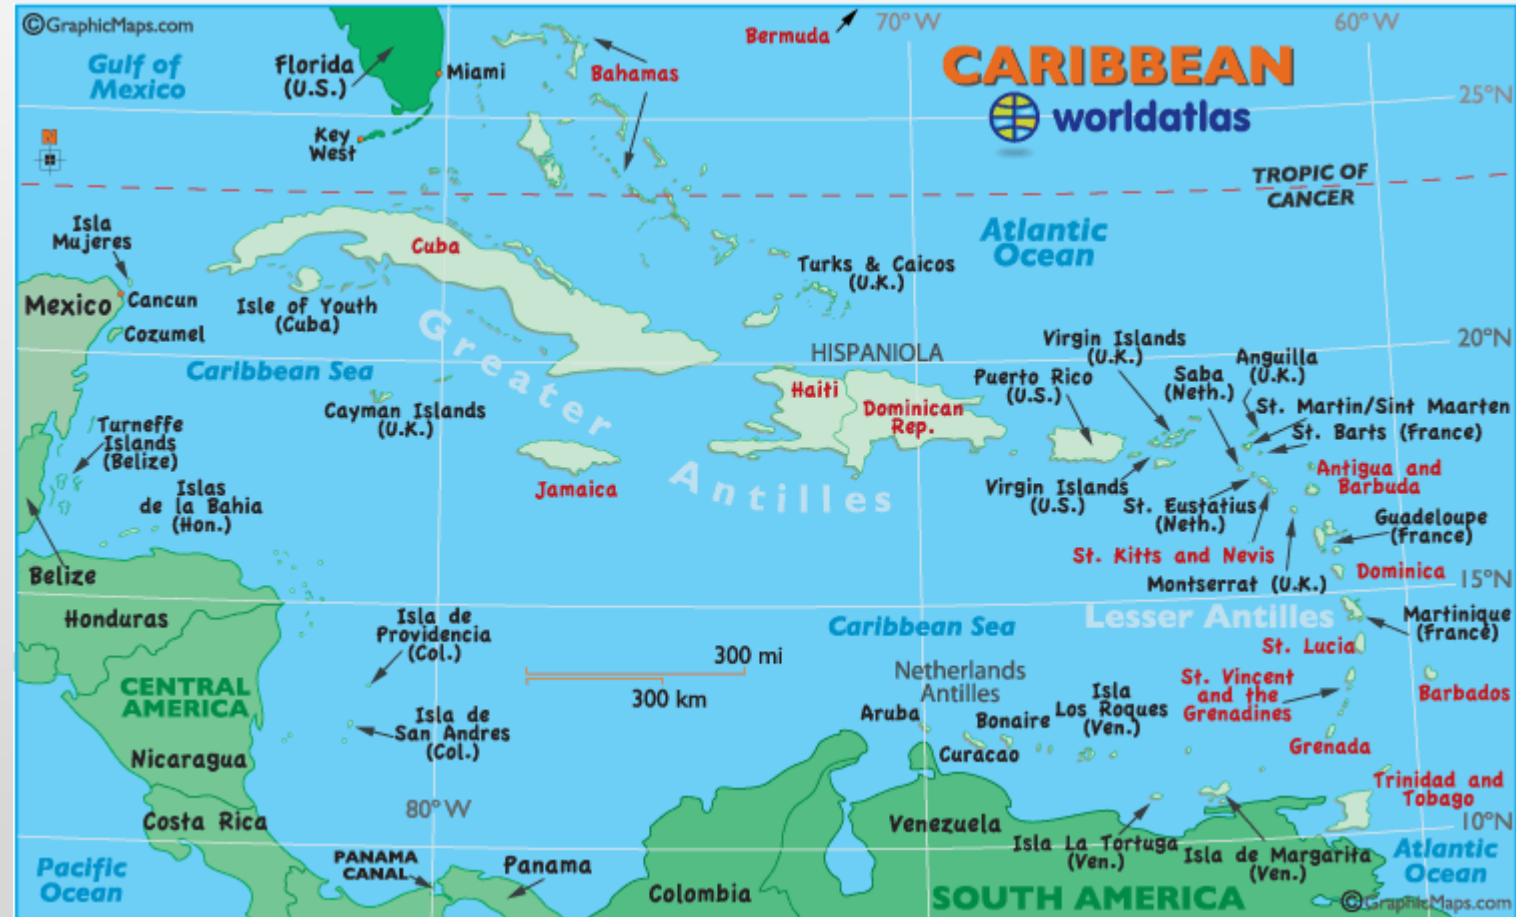 ©GraphicMaps.com
Bermuda
70°W
60°W
Gulf of
Mexico
Florida
(U.S.)
Miami
Bahamas
CARIBBEAN
worldatlas
25°N
N
Key
West
TROPIC OF
CANCER
Isla
Mujeres
Cuba
Atlantic
Ocean
Turks & Caicos
(U.K.)
Mexico
Cancun
Cozumel
Isle of Youth
(Cuba)
Greater
Antilles
HISPANIOLA
20°N
Virgin Islands
(U.K.)
Anguilla
(U.K.)
Saba
(Neth.)
Puerto Rico
(U.S.)
Caribbean Sea
Cayman Islands
(U.K.)
Haiti
Dominican
Rep.
St. Martin/Sint Maarten
St. Barts (France)
Turneffe
Islands
(Belize)
Jamaica
Antigua and
Barbuda
Virgin Islands
(U.S.)
St. Eustatius
(Neth.)
Islas
de la Bahia
(Hon.)
Guadeloupe
(France)
St. Kitts and Nevis
Montserrat (U.K.)
Dominica
15°N
Belize
Honduras
Isla de
Providencia
(Col.)
Caribbean Sea
Lesser Antilles
Martinique
(France)
St. Lucia
300 mi
300 km
Netherlands
Antilles
St. Vincent
and the
Grenadines
Barbados
CENTRAL
AMERICA
Isla de
San Andres
(Col.)
Aruba
Bonaire
Curacao
Isla
Los Roques
(Ven.)
Grenada
Nicaragua
Trinidad and
Tobago
80°W
Costa Rica
Venezuela
10°N
Isla La Tortuga
(Ven.)
Isla de Margarita
(Ven.)
Atlantic
Ocean
Pacific
Ocean
PANAMA
CANAL
Panama
Colombia
SOUTH AMERICA
©GraphicMaps.com